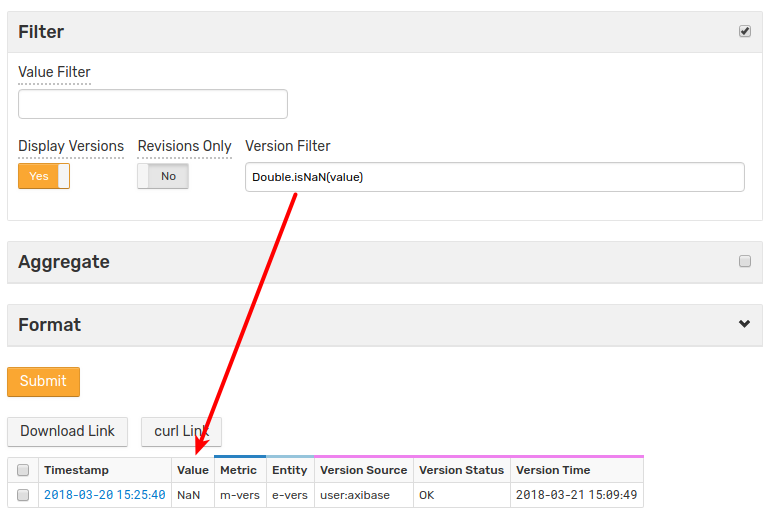 Filter
Value Filter
Display Versions Revisions Only Version Filter
Yes No Double.isNaN(value)
Aggregate
Format
Submit
Download Link curl Link
Timestamp Value Metric Entity Version Source Version Status Version Time
2018-03-20 15:25:40 NaN m-vers e-vers user:axibase OK 2018-03-21 15:09:49